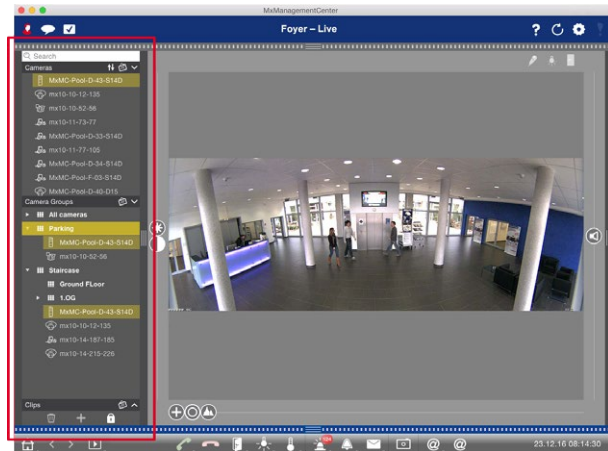 MxManagementCenter
Foyer – Live
?
Search
Cameras
MxMC-Pool-D-43-S14D
mx10-10-12-135
mx10-10-52-56
mx10-11-73-77
MxMC-Pool-D-33-S14D
mx10-11-77-105
MxMC-Pool-D-34-S14D
MxMC-Pool-F-03-S14D
MxMC-Pool-D-40-D15
Camera Groups
All cameras
Parking
MxMC-Pool-D-43-S14D
mx10-10-52-56
Staircase
Ground FLoor
1.OG
MxMC-Pool-D-43-S14D
mx10-10-12-135
mx10-14-187-185
mx10-14-215-226
Clips
10+
@ @
23.12.16 08:14:30